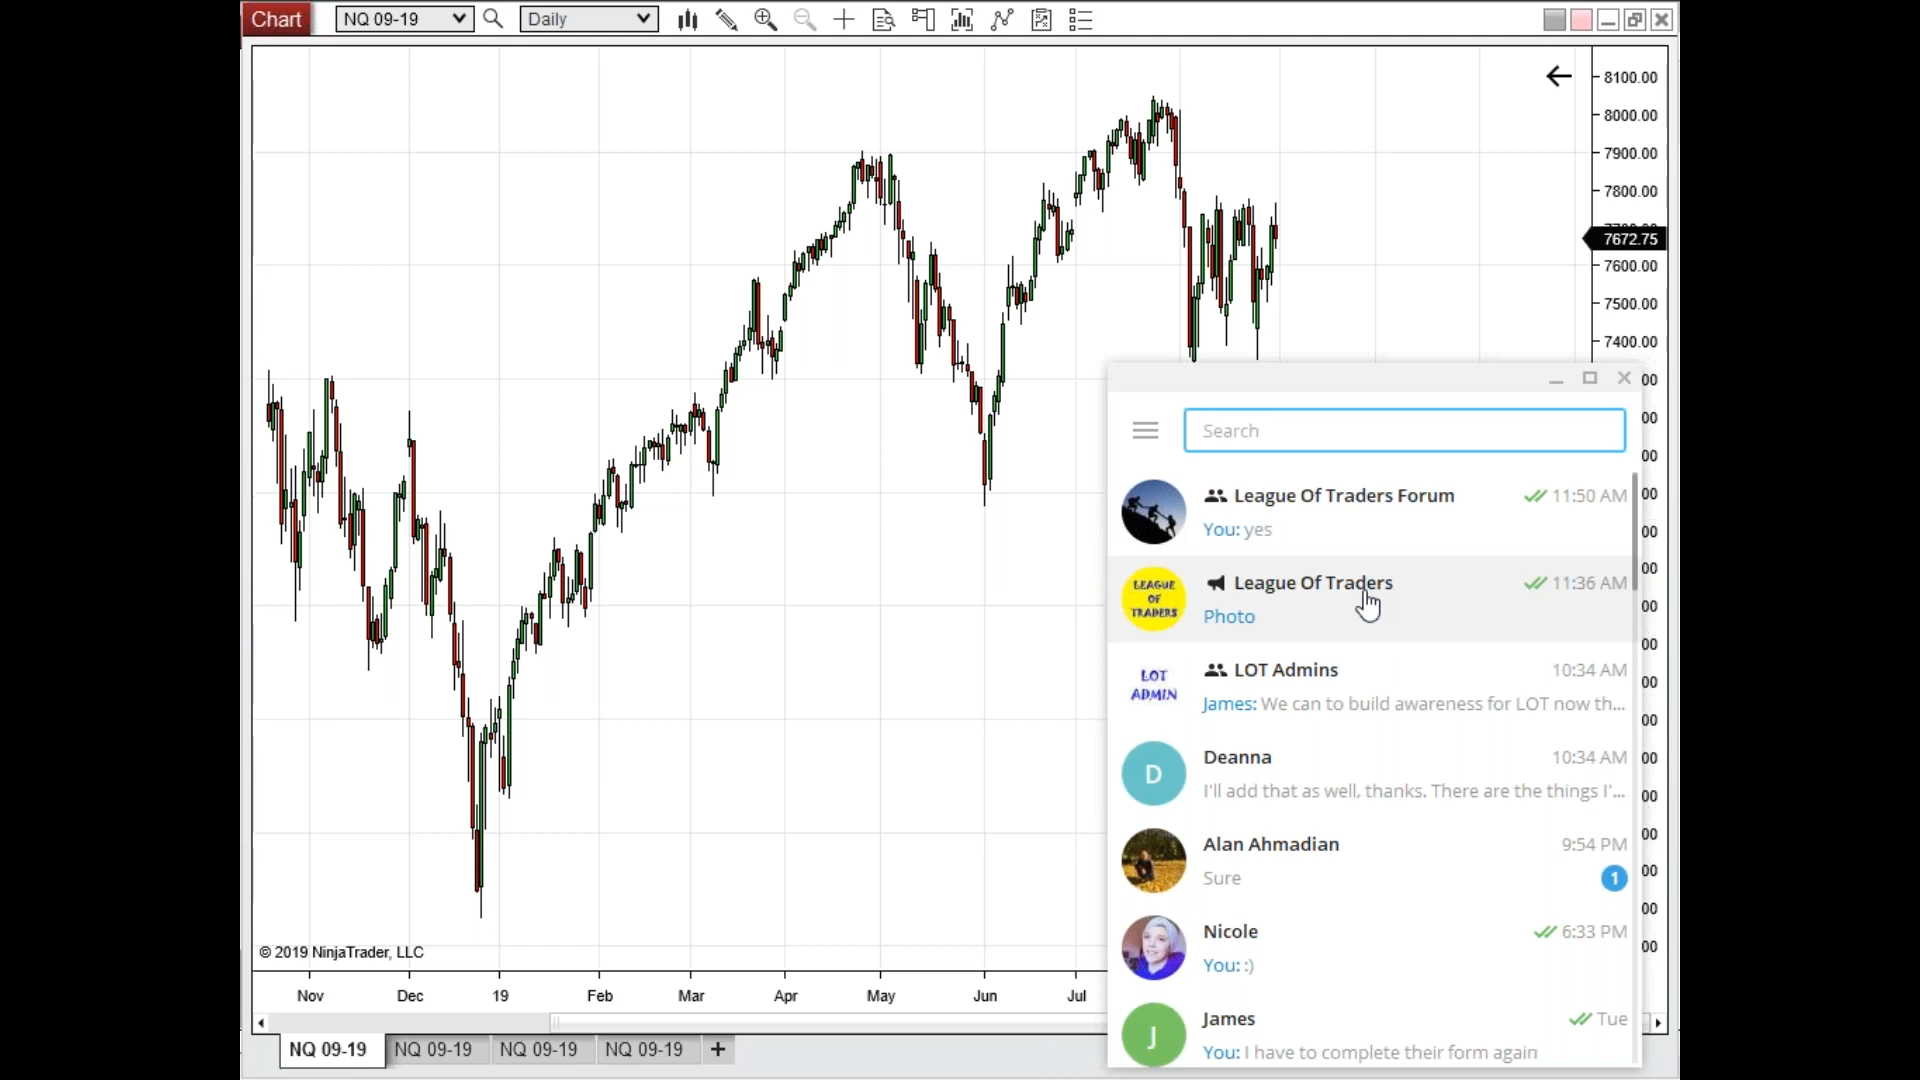 Chart
NQ 09-19
Daily
8100.00
8000.00
7900.00
7800.00
7672.75
7600.00
7500.00
7400.00
Search
League Of Traders Forum
11:50 AM
You: yes
LEAGUE
OF
TRADERS
League Of Traders
11:36 AM
Photo
LOT
ADMIN
LOT Admins
10:34 AM
James: We can to build awareness for LOT now th...
D
Deanna
10:34 AM
I'll add that as well, thanks. There are the things I'...
Alan Ahmadian
9:54 PM
Sure
1
Nicole
6:33 PM
You: :)
J
James
Tue
You: I have to complete their form again
© 2019 NinjaTrader, LLC
Nov Dec 19 Feb Mar Apr May Jun Jul
NQ 09-19 NQ 09-19 NQ 09-19 NQ 09-19 +